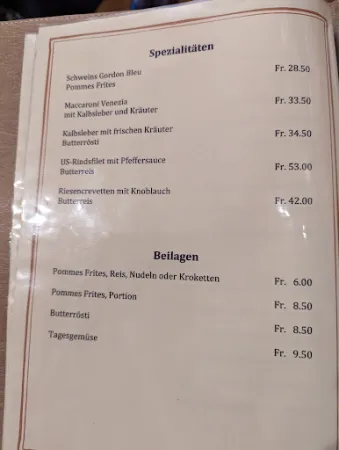 Spezialitäten
Schweins Gordon Bleu Fr. 28.50
Pommes Frites
Maccaroni Venezia Fr. 33.50
mit Kalbsleber und Kräuter
Kalbsleber mit frischen Kräuter Fr. 34.50
Butterrösti
US-Rindsfilet mit Pfeffersauce Fr. 53.00
Butterreis
Riesencrevetten mit Knoblauch Fr. 42.00
Butterreis
Beilagen
Pommes Frites, Reis, Nudeln oder Kroketten Fr. 6.00
Pommes Frites, Portion Fr. 8.50
Butterrösti Fr. 8.50
Tagesgemüse Fr. 9.50